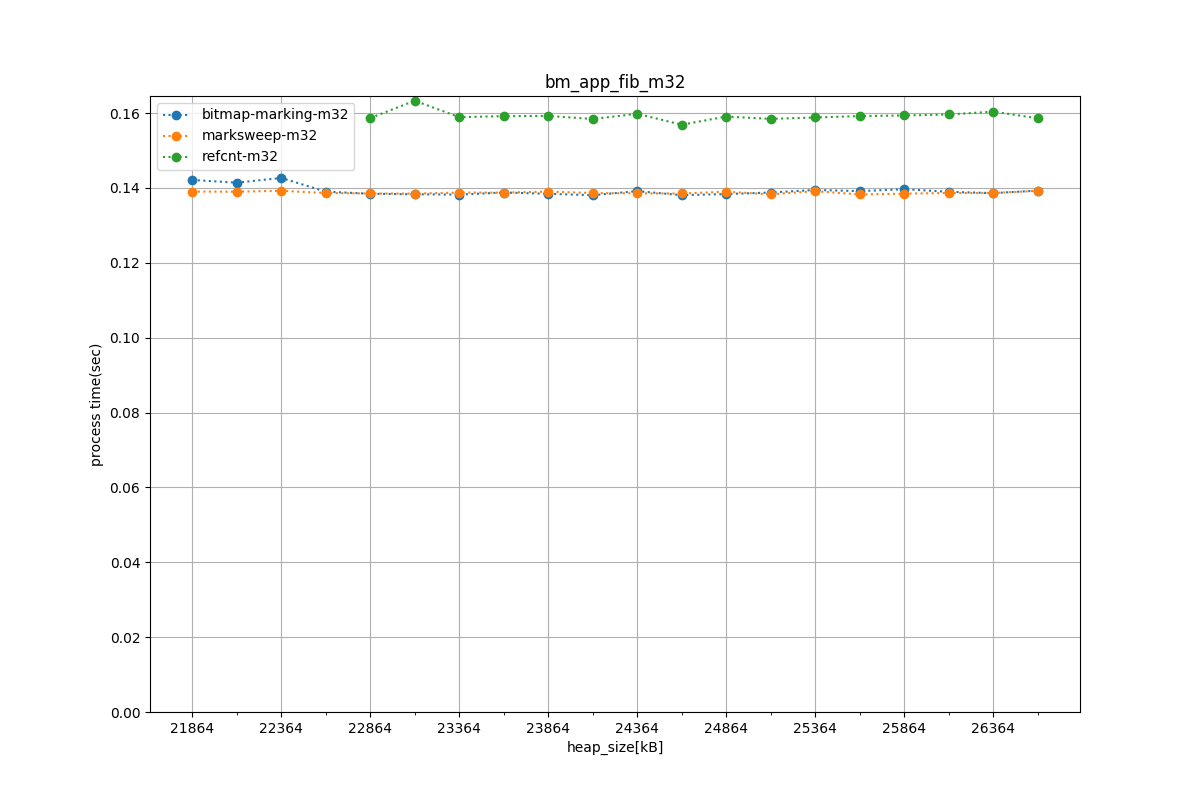 bm_app_fib_m32
bitmap-marking-m32
marksweep-m32
refcnt-m32
0.16
0.14
0.12
0.10
0.08
0.06
0.04
0.02
0.00
process time(sec)
21864 22364 22864 23364 23864 24364 24864 25364 25864 26364
heap_size[kB]